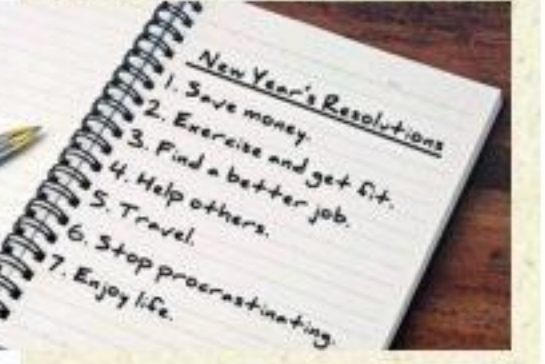 New Year's Resolutions
1. Save money.
2. Exercise and get fit.
3. Find a better job.
4. Help others.
5. Travel.
6. Stop procrastinating.
7. Enjoy life.